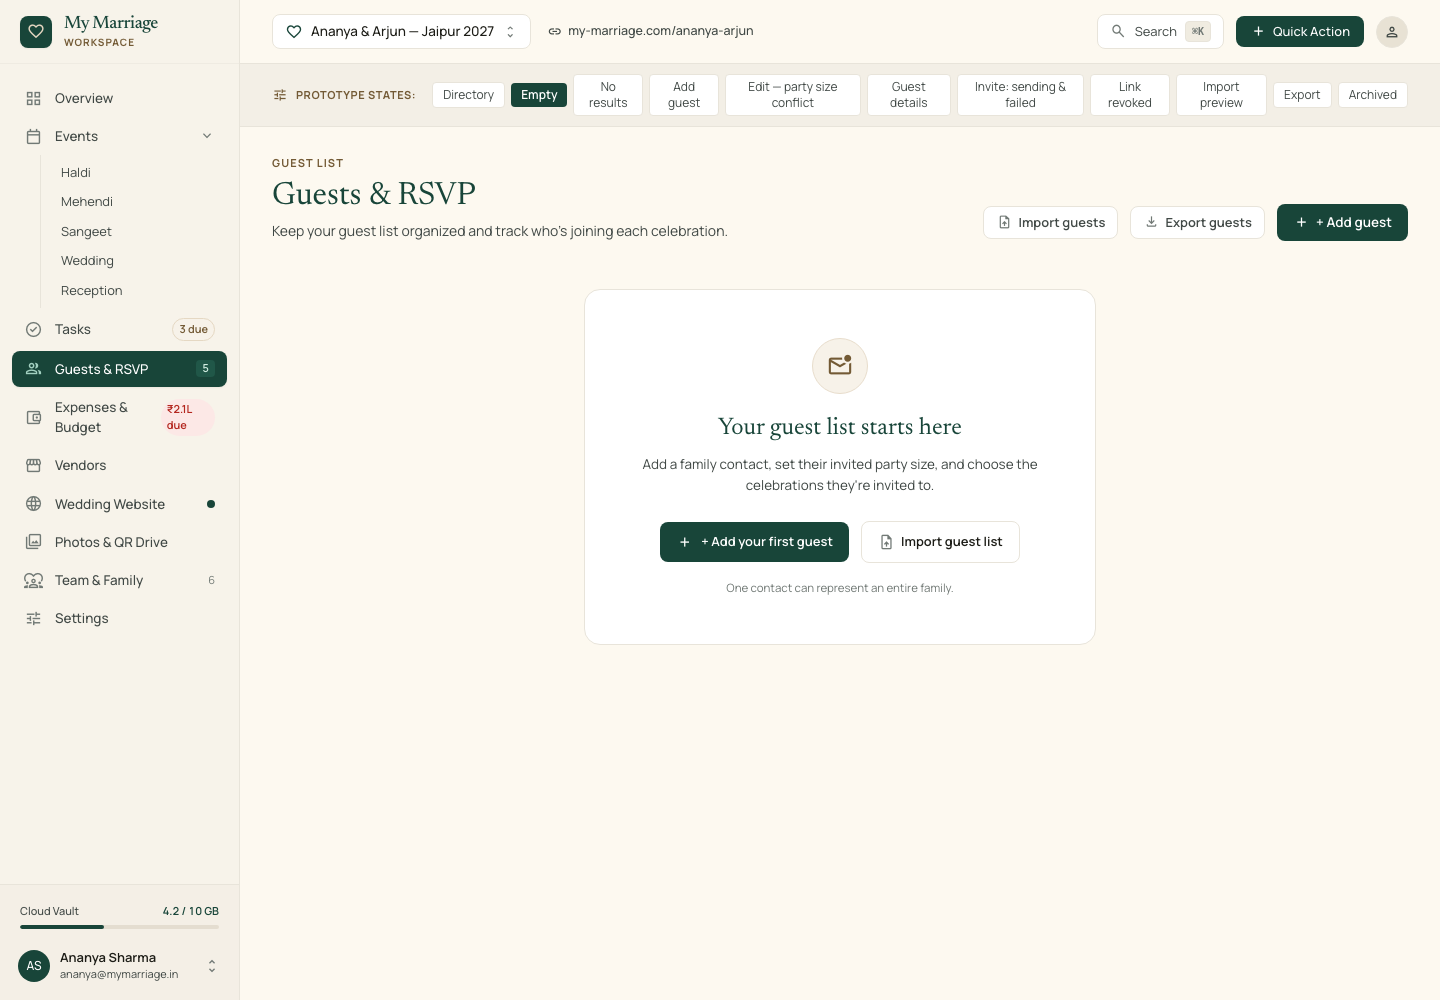 My Marriage
WORKSPACE
Ananya & Arjun — Jaipur 2027
my-marriage.com/ananya-arjun
Search ⌘K
+ Quick Action
PROTOTYPE STATES:
Directory
Empty
No
results
Add
guest
Edit — party size
conflict
Guest
details
Invite: sending &
failed
Link
revoked
Import
preview
Export
Archived
Overview
Events
Haldi
Mehendi
Sangeet
Wedding
Reception
Tasks 3 due
Guests & RSVP 5
Expenses &
Budget
₹2.1L
due
Vendors
Wedding Website
Photos & QR Drive
Team & Family 6
Settings
Cloud Vault 4.2 / 10 GB
AS
Ananya Sharma
ananya@mymarriage.in
GUEST LIST
Guests & RSVP
Keep your guest list organized and track who's joining each celebration.
Import guests
Export guests
+ + Add guest
Your guest list starts here
Add a family contact, set their invited party size, and choose the
celebrations they're invited to.
+ + Add your first guest
Import guest list
One contact can represent an entire family.